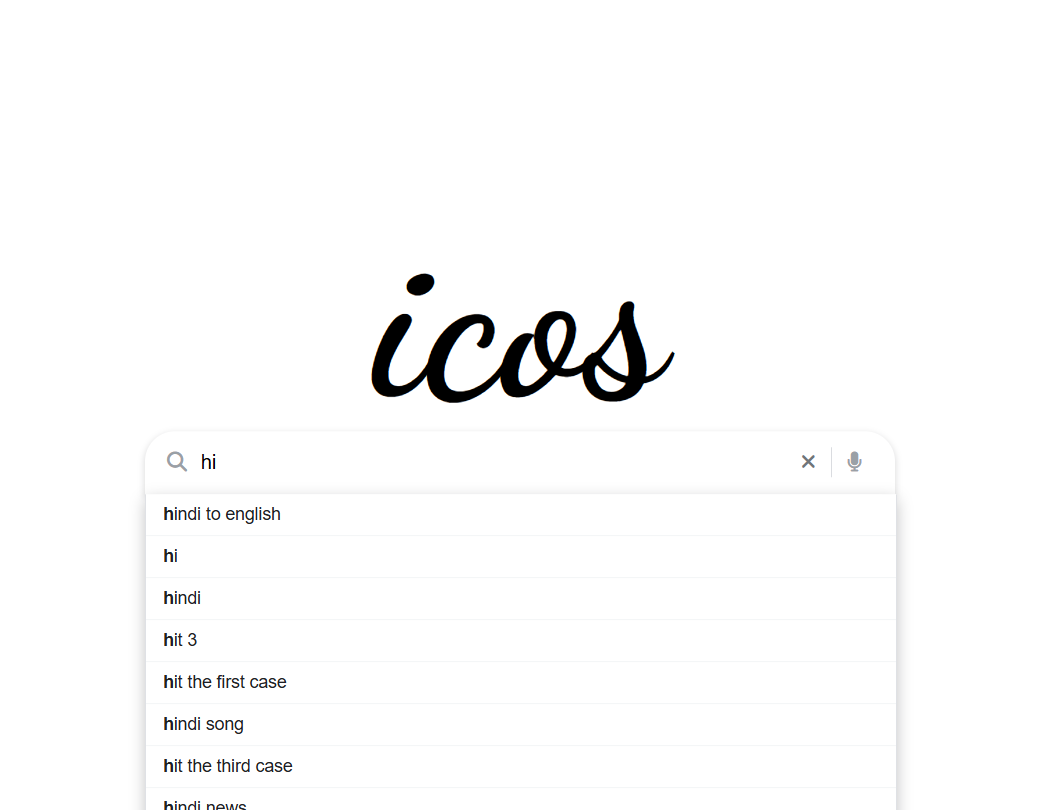 icos
hi
hindi to english
hi
hindi
hit 3
hit the first case
hindi song
hit the third case
hindi news